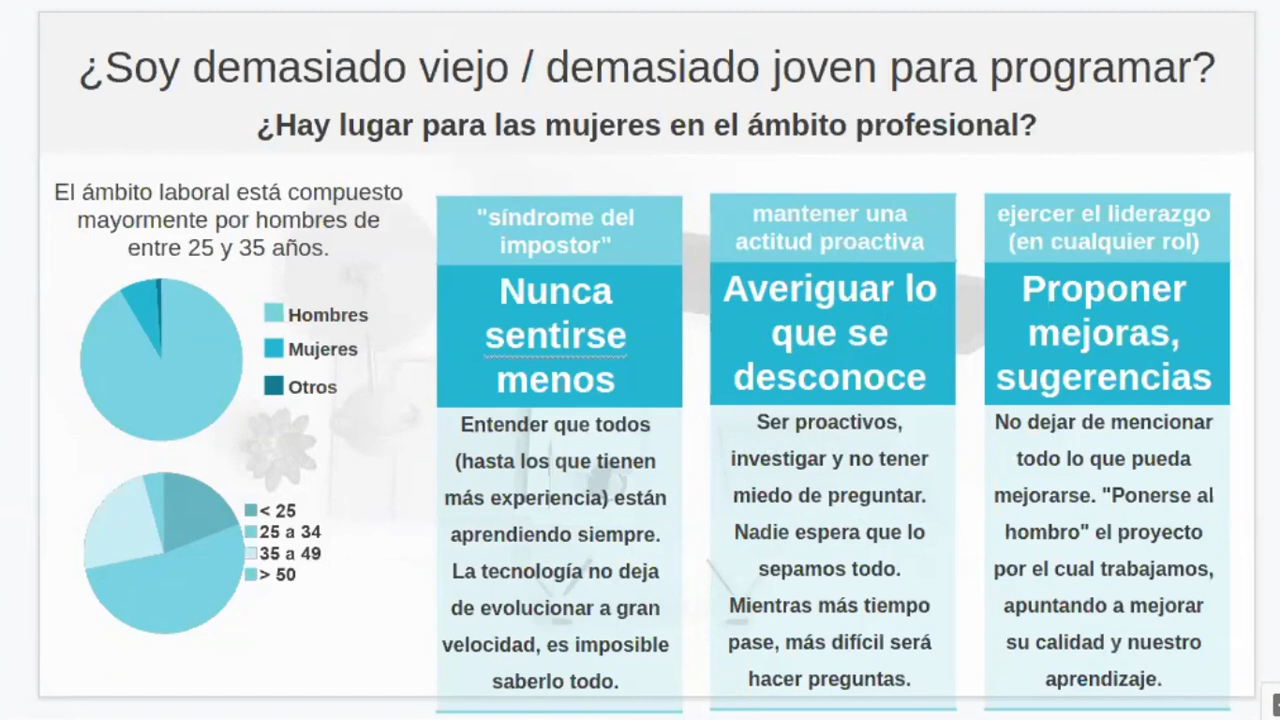 ¿Soy demasiado viejo / demasiado joven para programar?
¿Hay lugar para las mujeres en el ámbito profesional?
El ámbito laboral está compuesto
mayormente por hombres de
entre 25 y 35 años.
Hombres
Mujeres
Otros
< 25
25 a 34
35 a 49
> 50
"síndrome del
impostor"
Nunca
sentirse
menos
Entender que todos
(hasta los que tienen
más experiencia) están
aprendiendo siempre.
La tecnología no deja
de evolucionar a gran
velocidad, es imposible
saberlo todo.
mantener una
actitud proactiva
Averiguar lo
que se
desconoce
Ser proactivos,
investigar y no tener
miedo de preguntar.
Nadie espera que lo
sepamos todo.
Mientras más tiempo
pase, más difícil será
hacer preguntas.
ejercer el liderazgo
(en cualquier rol)
Proponer
mejoras,
sugerencias
No dejar de mencionar
todo lo que pueda
mejorarse. "Ponerse al
hombro" el proyecto
por el cual trabajamos,
apuntando a mejorar
su calidad y nuestro
aprendizaje.